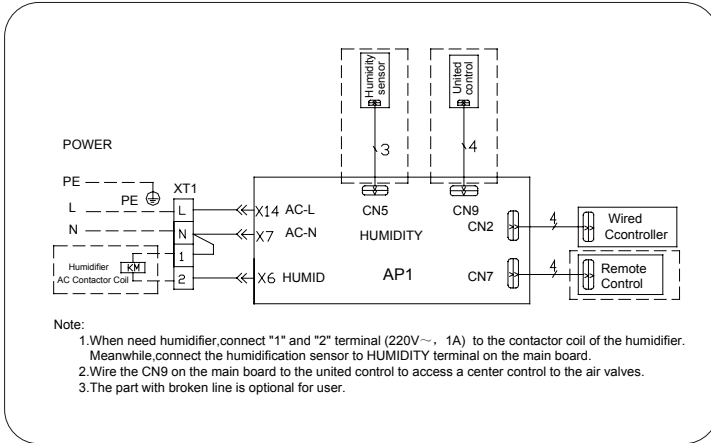 Humidity
sensor
United
control
3
4
POWER
PE
PE
XT1
L
L
X14 AC-L
CN5
CN9
N
N
X7 AC-N
HUMIDITY
CN2
4
Wired
Ccontroller
1
Humidifier
KM
AC Contactor Coil
2
X6 HUMID
AP1
CN7
4
Remote
Control
Note:
1.When need humidifier,connect "1" and "2" terminal (220V～, 1A) to the contactor coil of the humidifier.
Meanwhile,connect the humidification sensor to HUMIDITY terminal on the main board.
2.Wire the CN9 on the main board to the united control to access a center control to the air valves.
3.The part with broken line is optional for user.